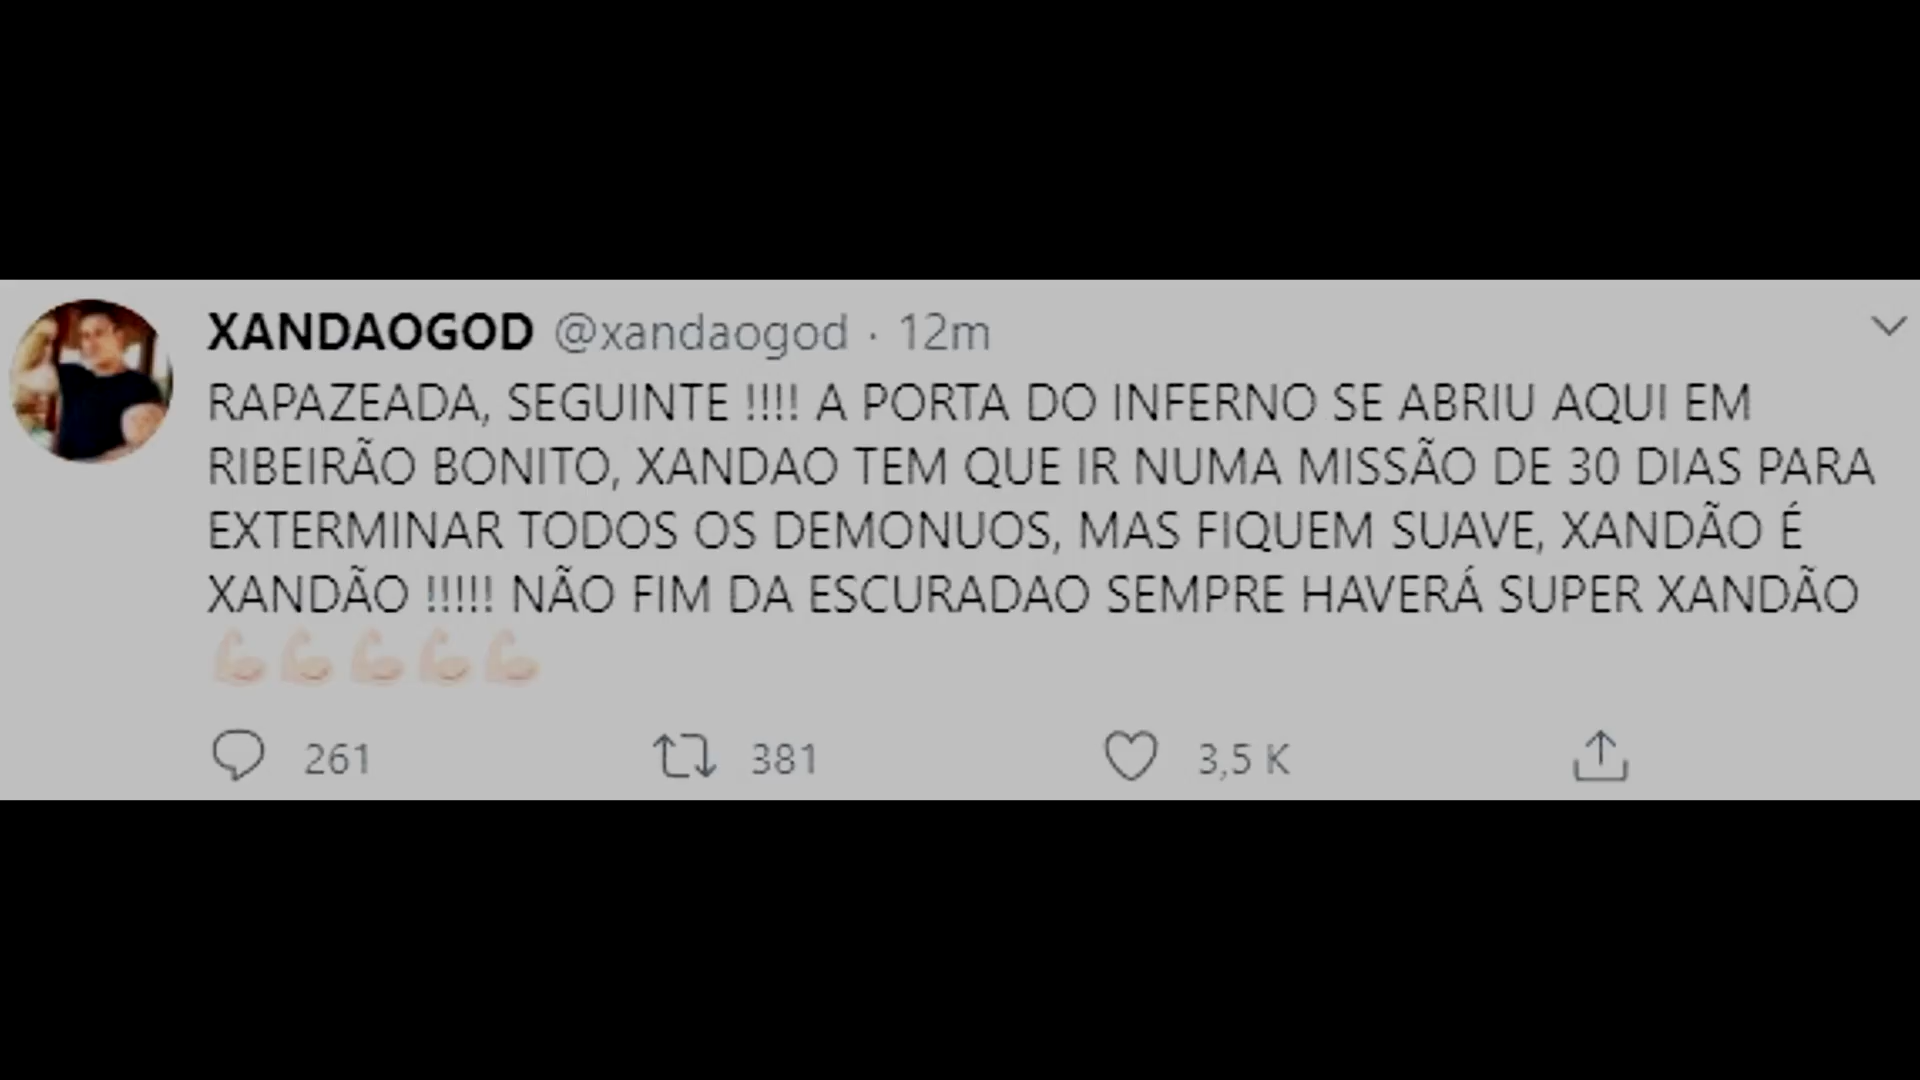 XANDAOGOD @xandaogod · 12m
RAPAZEADA, SEGUINTE !!!! A PORTA DO INFERNO SE ABRIU AQUI EM
RIBEIRÃO BONITO, XANDAO TEM QUE IR NUMA MISSÃO DE 30 DIAS PARA
EXTERMINAR TODOS OS DEMONUOS, MAS FIQUEM SUAVE, XANDÃO É
XANDÃO !!!!! NÃO FIM DA ESCURADAO SEMPRE HAVERÁ SUPER XANDÃO
💪🏻💪🏻💪🏻💪🏻💪🏻
261 381 3,5 K